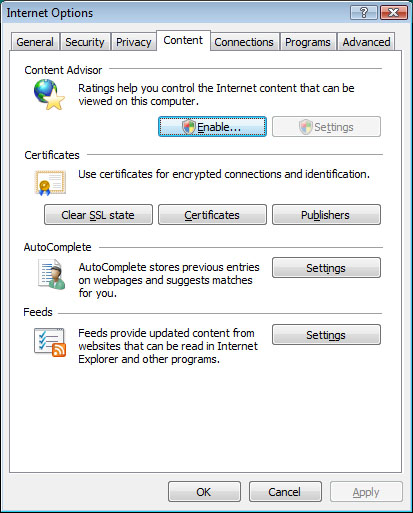 Internet Options
General Security Privacy Content Connections Programs Advanced
Content Advisor
Ratings help you control the Internet content that can be
viewed on this computer.
Enable... Settings
Certificates
Use certificates for encrypted connections and identification.
Clear SSL state Certificates Publishers
AutoComplete
AutoComplete stores previous entries
on webpages and suggests matches
for you.
Settings
Feeds
Feeds provide updated content from
websites that can be read in Internet
Explorer and other programs.
Settings
OK Cancel Apply